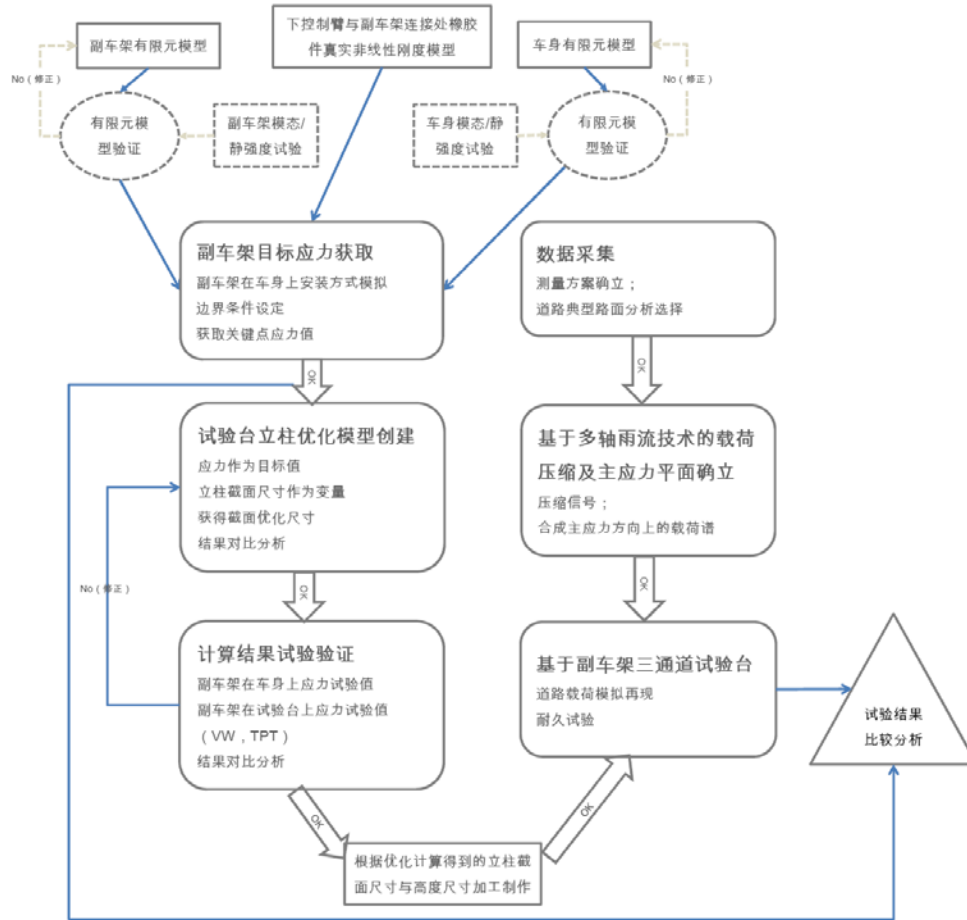 下控制臂与副车架连接处橡胶
件真实非线性刚度模型
副车架有限元模型
车身有限元模型
No（修正）
No（修正）
有限元模
型验证
副车架模态/
静强度试验
车身模态/静
强度试验
有限元模
型验证
副车架目标应力获取
副车架在车身上安装方式模拟
边界条件设定
获取关键点应力值
数据采集
测量方案确立；
道路典型路面分析选择
OK
OK
试验台立柱优化模型创建
应力作为目标值
立柱截面尺寸作为变量
获得截面优化尺寸
结果对比分析
基于多轴雨流技术的载荷
压缩及主应力平面确立
压缩信号；
合成主应力方向上的载荷谱
No（修正）
OK
OK
计算结果试验验证
副车架在车身上应力试验值
副车架在试验台上应力试验值
（VW，TPT）
结果对比分析
基于副车架三通道试验台
道路载荷模拟再现
耐久试验
试验结果
比较分析
OK
OK
根据优化计算得到的立柱截
面尺寸与高度尺寸加工制作